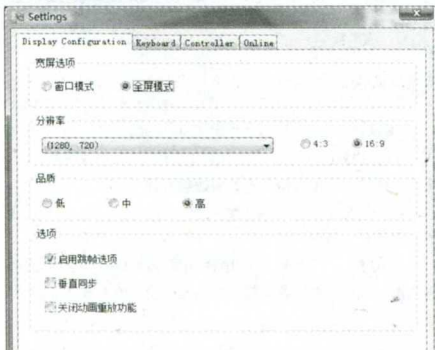 Settings
Display Configuration Keyboard Controller Online
宽屏选项
窗口模式 全屏模式
分辨率
(1280, 720) 4:3 16:9
品质
低 中 高
选项
启用跳帧选项
垂直同步
关闭动画重放功能